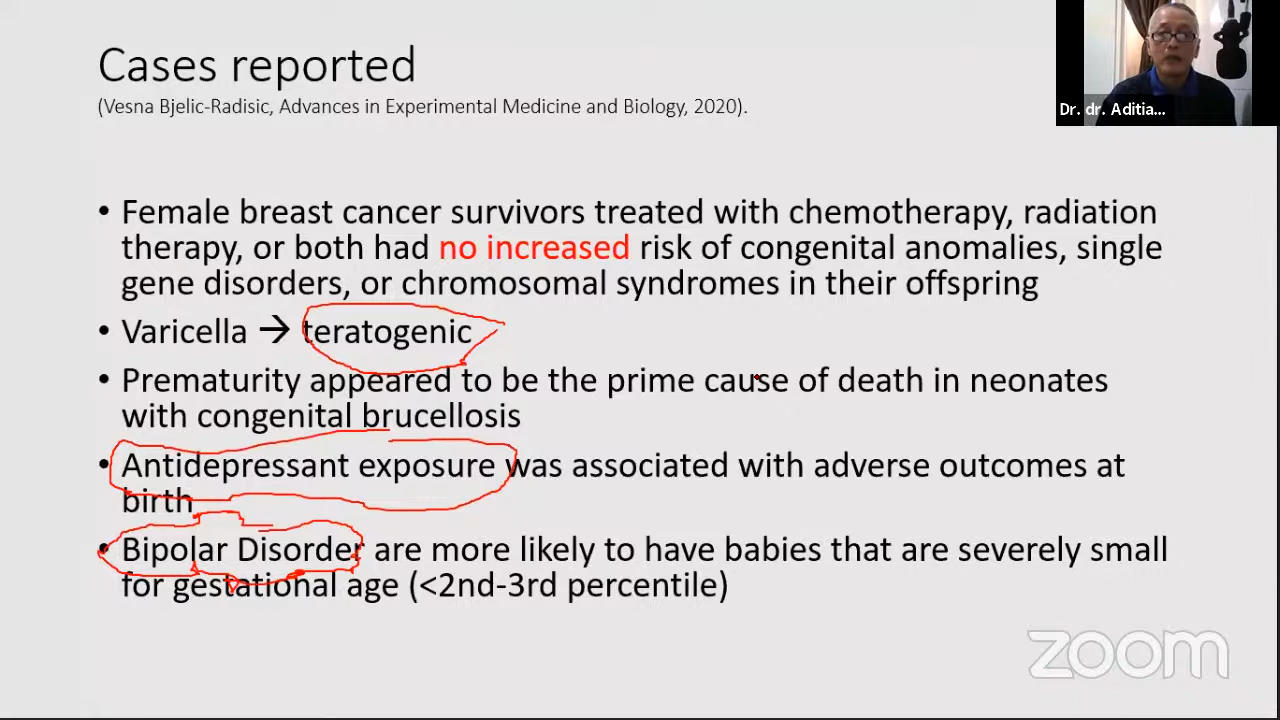 Cases reported
(Vesna Bjelic-Radisic, Advances in Experimental Medicine and Biology, 2020).
Dr. dr. Aditia...
• Female breast cancer survivors treated with chemotherapy, radiation
therapy, or both had no increased risk of congenital anomalies, single
gene disorders, or chromosomal syndromes in their offspring
• Varicella → teratogenic
• Prematurity appeared to be the prime cause of death in neonates
with congenital brucellosis
• Antidepressant exposure was associated with adverse outcomes at
birth
• Bipolar Disorder are more likely to have babies that are severely small
for gestational age (<2nd-3rd percentile)
zoom